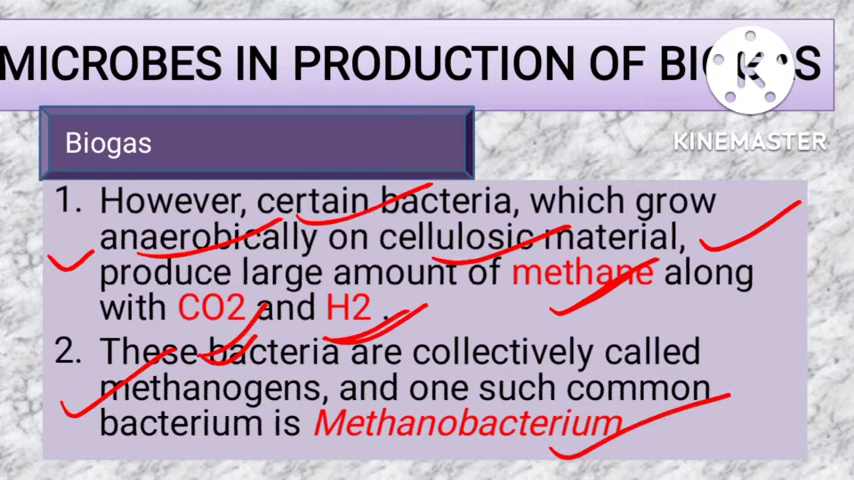 MICROBES IN PRODUCTION OF BIOGAS
KINEMASTER
Biogas
1. However, certain bacteria, which grow
anaerobically on cellulosic material,
produce large amount of methane along
with CO2 and H2 .
2. These bacteria are collectively called
methanogens, and one such common
bacterium is Methanobacterium